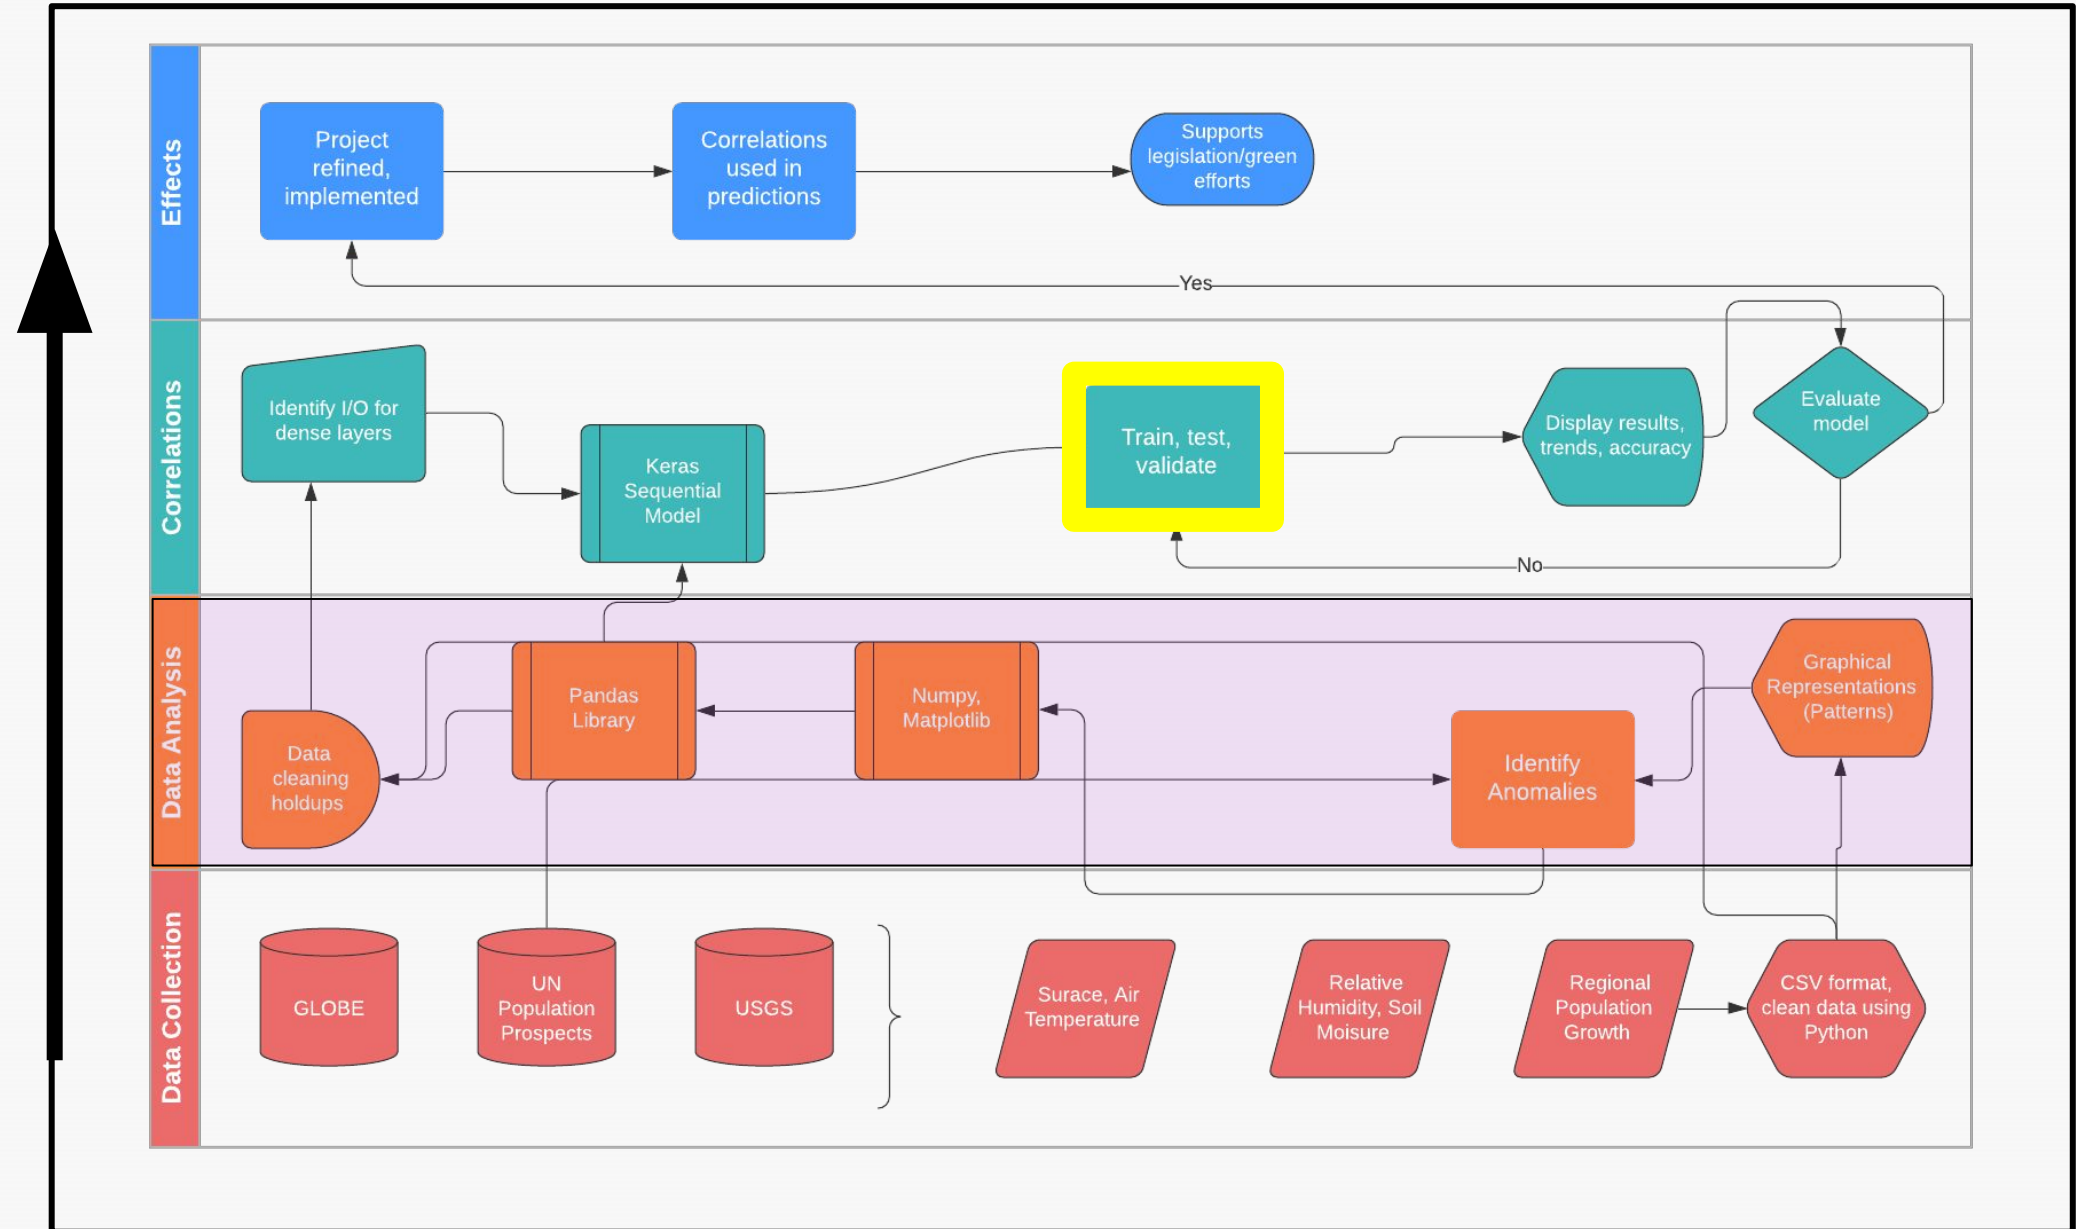 Effects
Project
refined,
implemented
Correlations
used in
predictions
Supports
legislation/green
efforts
Yes
Correlations
Identify I/O for
dense layers
Keras
Sequential
Model
Train, test,
validate
Display results,
trends, accuracy
Evaluate
model
No
Data Analysis
Data
cleaning
holdups
Pandas
Library
Numpy,
Matplotlib
Identify
Anomalies
Graphical
Representations
(Patterns)
Data Collection
GLOBE
UN
Population
Prospects
USGS
Surace, Air
Temperature
Relative
Humidity, Soil
Moisure
Regional
Population
Growth
CSV format,
clean data using
Python